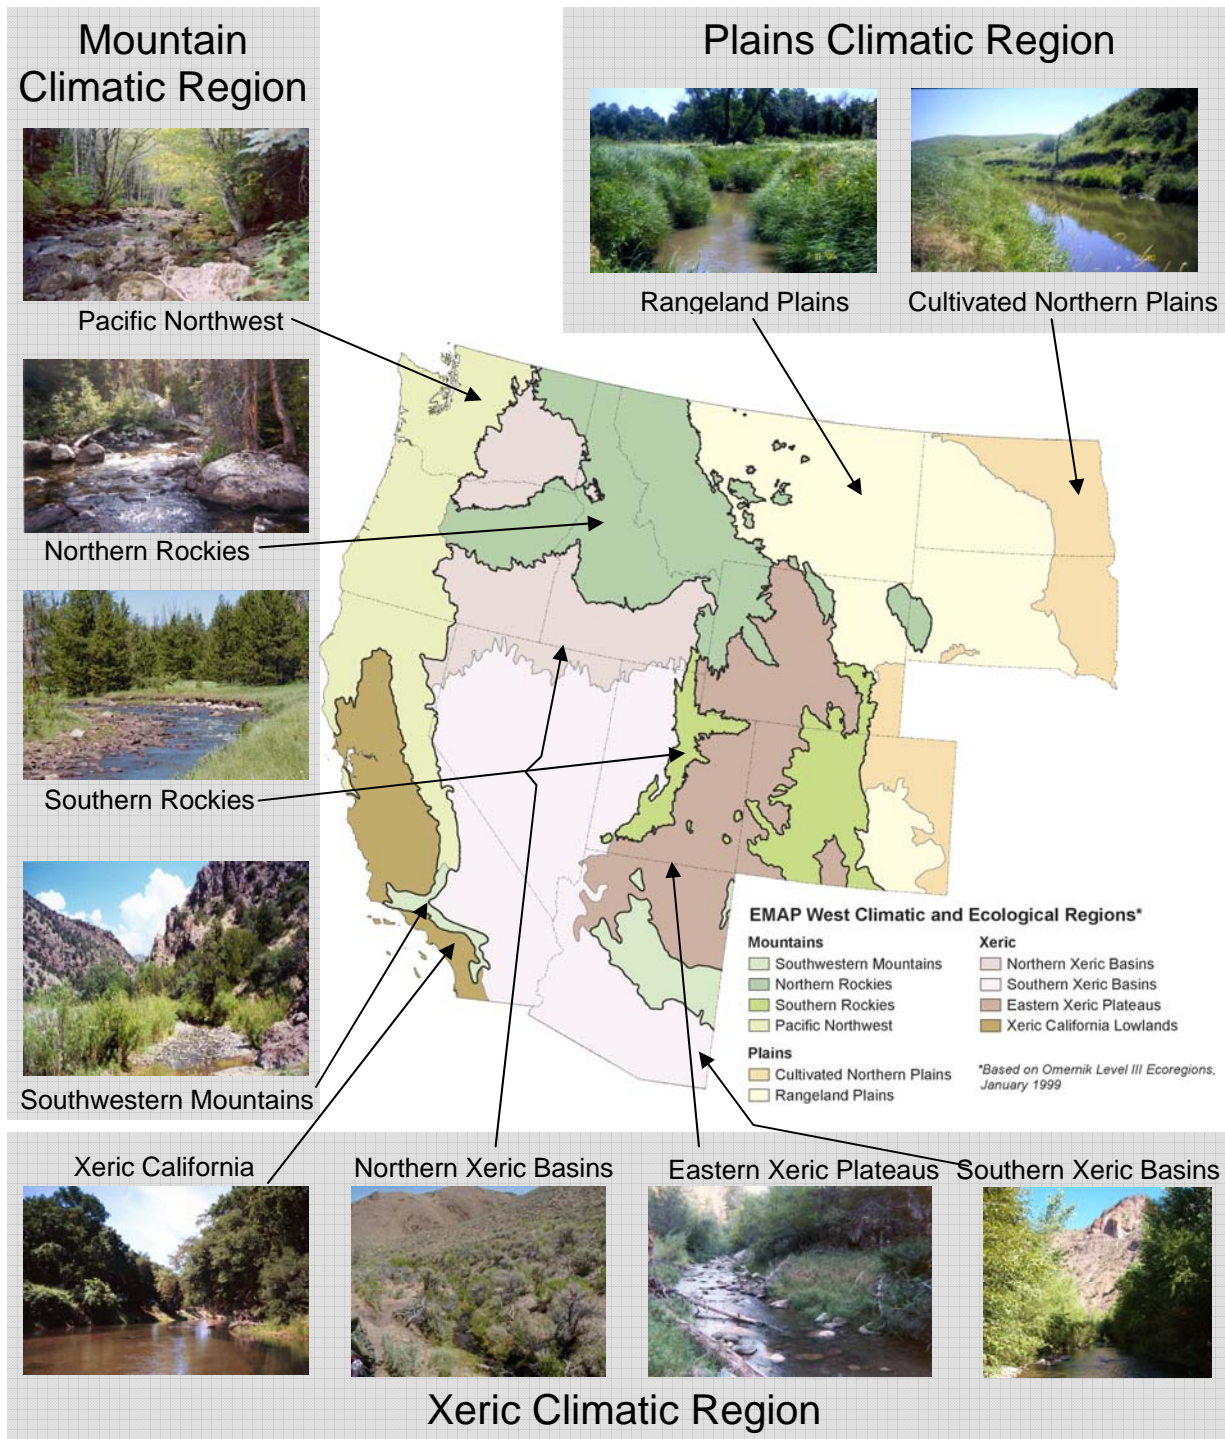 Mountain
Climatic Region
Pacific Northwest
Northern Rockies
Southern Rockies
Southwestern Mountains
Plains Climatic Region
Rangeland Plains
Cultivated Northern Plains
EMAP West Climatic and Ecological Regions*
Mountains
Southwestern Mountains
Northern Rockies
Southern Rockies
Pacific Northwest
Plains
Cultivated Northern Plains
Rangeland Plains
Xeric
Northern Xeric Basins
Southern Xeric Basins
Eastern Xeric Plateaus
Xeric California Lowlands
*Based on Omernik Level III Ecoregions,
January 1999
Xeric California
Northern Xeric Basins
Eastern Xeric Plateaus
Southern Xeric Basins
Xeric Climatic Region